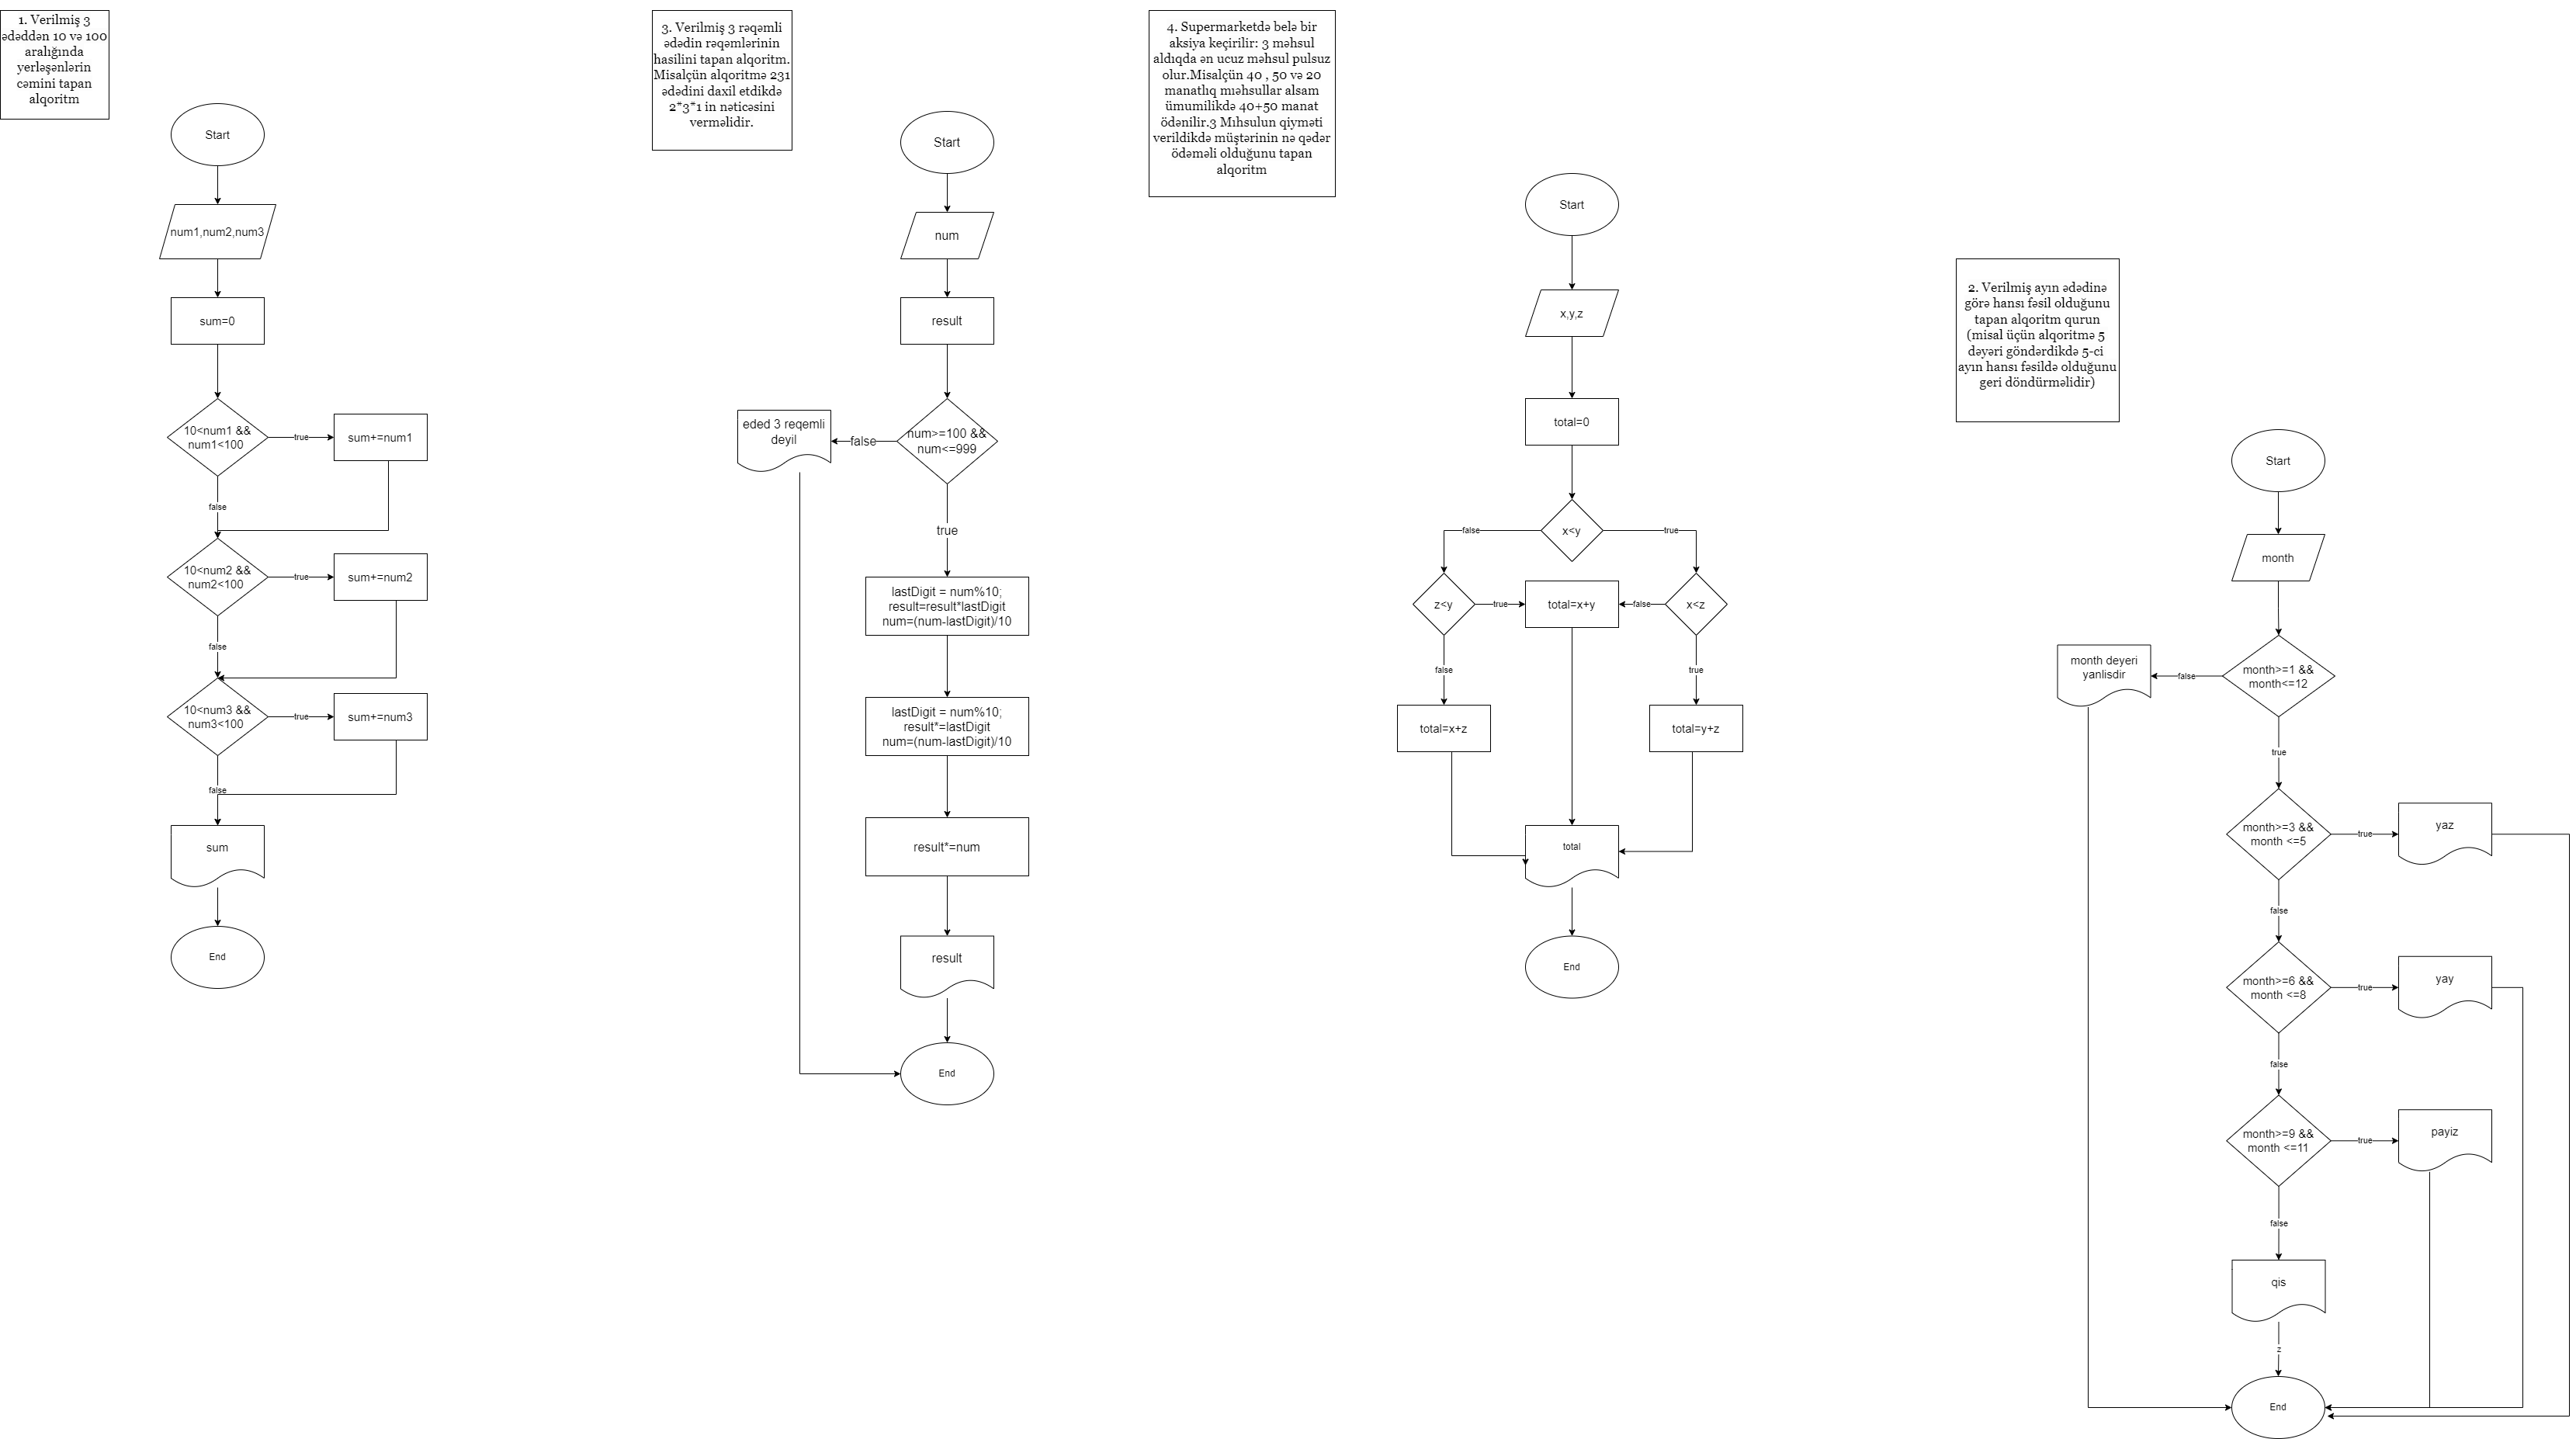 1. Verilmiş 3
ədəddən 10 və 100
aralığında
yerləşənlərin
cəmini tapan
alqoritm
Start
num1,num2,num3
sum=0
10<num1 &&
num1<100
true
sum+=num1
false
10<num2 &&
num2<100
true
sum+=num2
false
10<num3 &&
num3<100
true
sum+=num3
false
sum
End
3. Verilmiş 3 rəqəmli
ədədin rəqəmlərinin
hasilini tapan alqoritm.
Misalçün alqoritmə 231
ədədini daxil etdikdə
2*3*1 in nəticəsini
verməlidir.
Start
num
result
num>=100 &&
num<=999
false
eded 3 reqemli
deyil
true
lastDigit = num%10;
result=result*lastDigit
num=(num-lastDigit)/10
lastDigit = num%10;
result*=lastDigit
num=(num-lastDigit)/10
result*=num
result
End
4. Supermarketdə belə bir
aksiya keçirilir: 3 məhsul
aldıqda ən ucuz məhsul pulsuz
olur.Misalçün 40 , 50 və 20
manatlıq mıəhsullar alsam
ümumilikdə 40+50 manat
ödənilir.3 Mıhsulun qiyməti
verildikdə müştərinin nə qədər
ödəməli olduğunu tapan
alqoritm
Start
x,y,z
total=0
x<y
false
true
z<y
true
total=x+y
false
x<z
false
true
total=x+z
total=y+z
total
End
2. Verilmiş ayın ədədinə
görə hansı fəsil olduğunu
tapan alqoritm qurun
(misal üçün alqoritmə 5
dəyəri göndərdikdə 5-ci
ayın hansı fəsildə olduğunu
geri döndürməlidir)
Start
month
month>=1 &&
month<=12
false
month deyeri
yanlisdir
true
month>=3 &&
month <=5
true
yaz
false
month>=6 &&
month <=8
true
yay
false
month>=9 &&
month <=11
true
payiz
false
qis
z
End